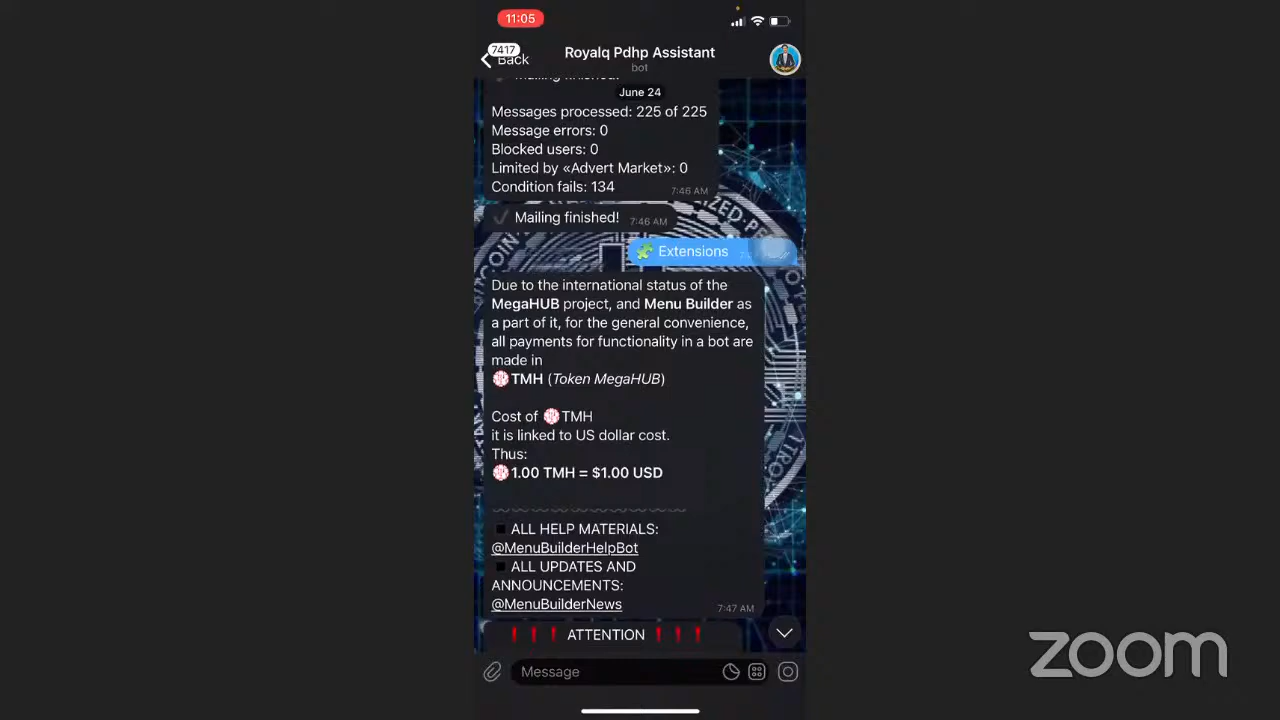 11:05
7417
Back
Royalq Pdhp Assistant
bot
Mailing finished!
June 24
Messages processed: 225 of 225
Message errors: 0
Blocked users: 0
Limited by «Advert Market»: 0
Condition fails: 134
7:46 AM
Mailing finished! 7:46 AM
Extensions
Due to the international status of the
MegaHUB project, and Menu Builder as
a part of it, for the general convenience,
all payments for functionality in a bot are
made in
TMH (Token MegaHUB)
Cost of TMH
it is linked to US dollar cost.
Thus:
1.00 TMH = $1.00 USD
ALL HELP MATERIALS:
@MenuBuilderHelpBot
ALL UPDATES AND
ANNOUNCEMENTS:
@MenuBuilderNews
7:47 AM
❗❗❗ ATTENTION ❗❗❗
Message
zoom